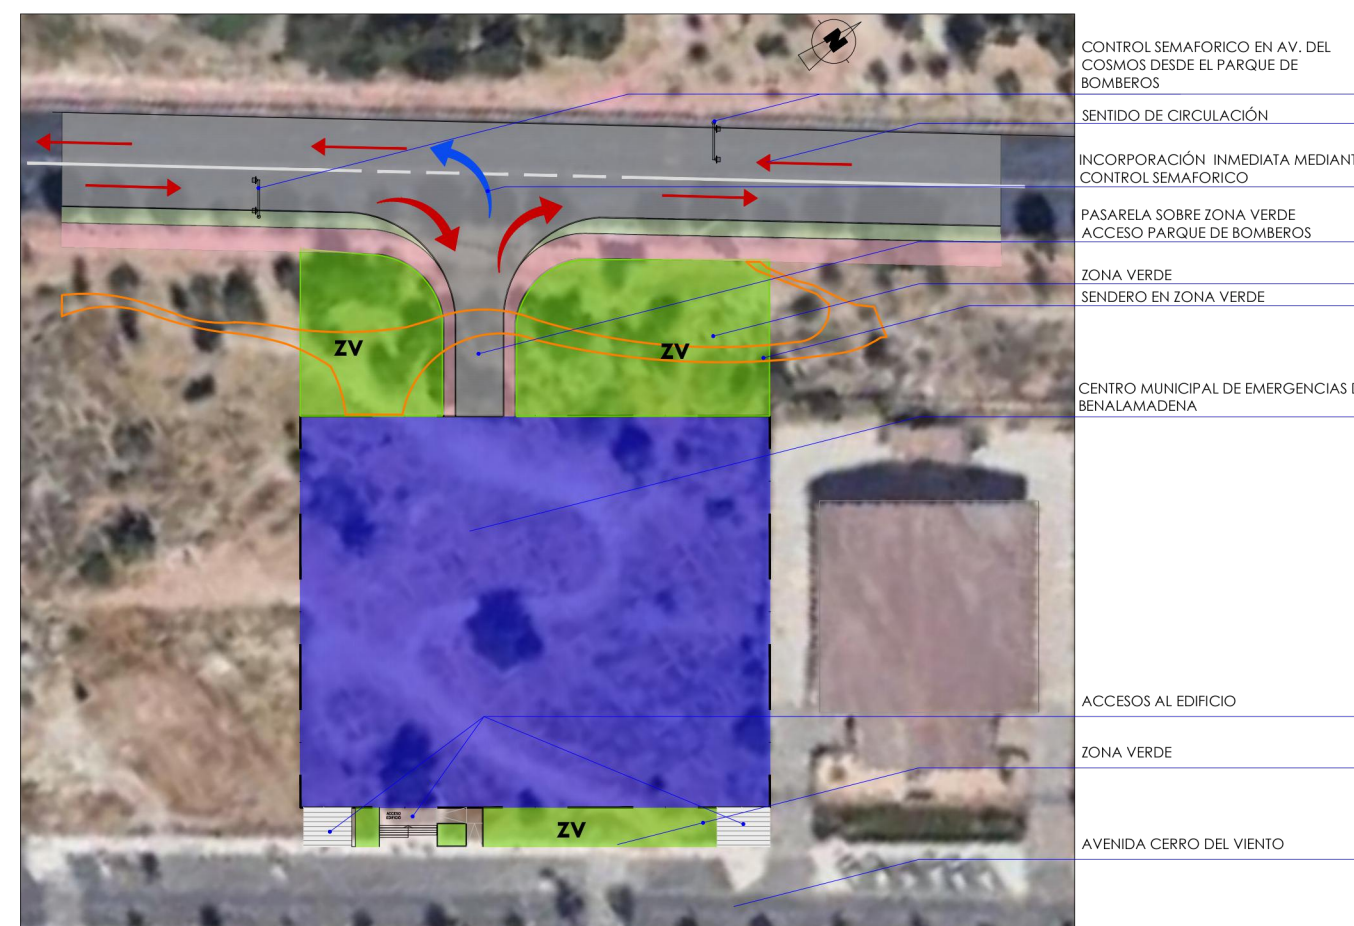 N
CONTROL SEMAFORICO EN AV. DEL
COSMOS DESDE EL PARQUE DE
BOMBEROS
SENTIDO DE CIRCULACIÓN
INCORPORACIÓN INMEDIATA MEDIANT
CONTROL SEMAFORICO
PASARELA SOBRE ZONA VERDE
ACCESO PARQUE DE BOMBEROS
ZONA VERDE
SENDERO EN ZONA VERDE
ZV
ZV
CENTRO MUNICIPAL DE EMERGENCIAS D
BENALAMADENA
ACCESOS AL EDIFICIO
ZONA VERDE
ACCESO
EDIFICIO
ZV
AVENIDA CERRO DEL VIENTO